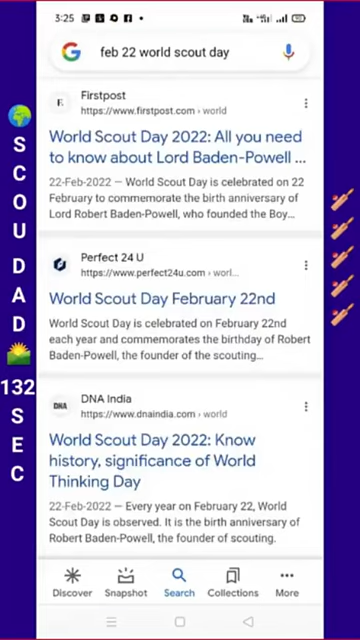 3:25
feb 22 world scout day
Firstpost
https://www.firstpost.com › world
World Scout Day 2022: All you need
to know about Lord Baden-Powell ...
22-Feb-2022 — World Scout Day is celebrated on 22
February to commemorate the birth anniversary of
Lord Robert Baden-Powell, who founded the Boy...
Perfect 24 U
https://www.perfect24u.com › worl...
World Scout Day February 22nd
World Scout Day is celebrated on February 22nd
each year and commemorates the birthday of Robert
Baden-Powell, the founder of the scouting...
DNA
DNA India
https://www.dnaindia.com › world
World Scout Day 2022: Know
history, significance of World
Thinking Day
22-Feb-2022 — Every year on February 22, World
Scout Day is observed. It is the birth anniversary of
Robert Baden-Powell, the founder of scouting.
Discover
Snapshot
Search
Collections
More
S
C
O
U
D
A
D
132
S
E
C